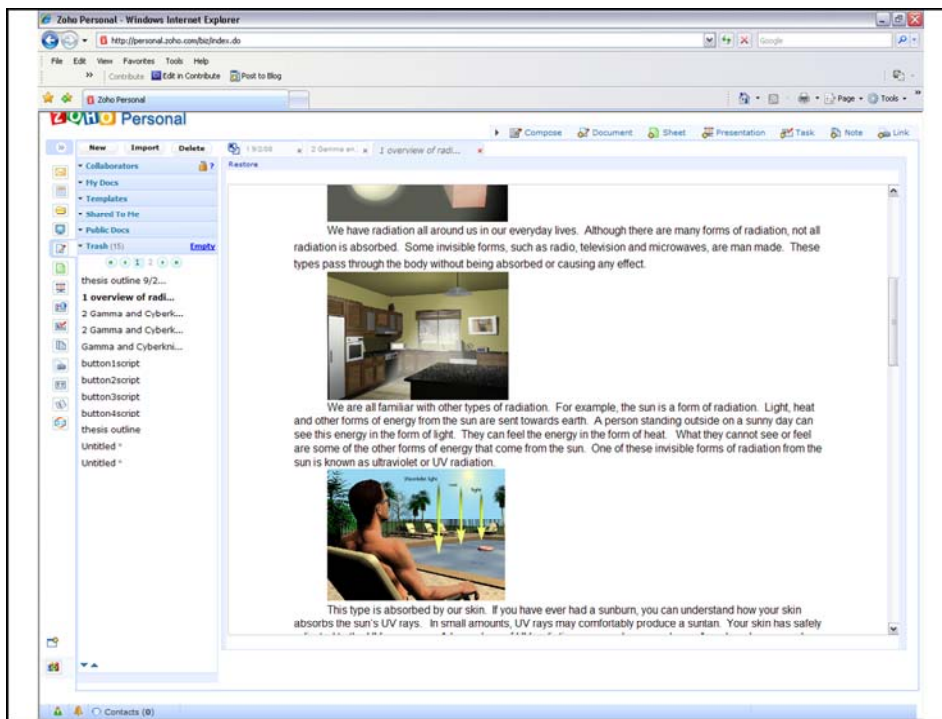 Zoho Personal - Windows Internet Explorer
http://personal.zoho.com/biz/index.do
Google
File Edit View Favorites Tools Help
Contribute Edit in Contribute Post to Blog
Zoho Personal
Page Tools
ZOHO Personal
Compose Document Sheet Presentation Task Note Link
New Import Delete
1 9/2/08 2 Gamma an.. 1 overview of radi...
Collaborators
Restore
My Docs
Templates
Shared To Me
Public Docs
Trash (15) Empty
1 2
thesis outline 9/2...
1 overview of radi...
2 Gamma and Cyberk...
2 Gamma and Cyberk...
Gamma and Cyberkni...
button1script
button2script
button3script
button4script
thesis outline
Untitled *
Untitled *
We have radiation all around us in our everyday lives. Although there are many forms of radiation, not all
radiation is absorbed. Some invisible forms, such as radio, television and microwaves, are man made. These
types pass through the body without being absorbed or causing any effect.
We are all familiar with other types of radiation. For example, the sun is a form of radiation. Light, heat
and other forms of energy from the sun are sent towards earth. A person standing outside on a sunny day can
see this energy in the form of light. They can feel the energy in the form of heat. What they cannot see or feel
are some of the other forms of energy that come from the sun. One of these invisible forms of radiation from the
sun is known as ultraviolet or UV radiation.
light
This type is absorbed by our skin. If you have ever had a sunburn, you can understand how your skin
absorbs the sun's UV rays. In small amounts, UV rays may comfortably produce a suntan. Your skin has safely
Contacts (0)